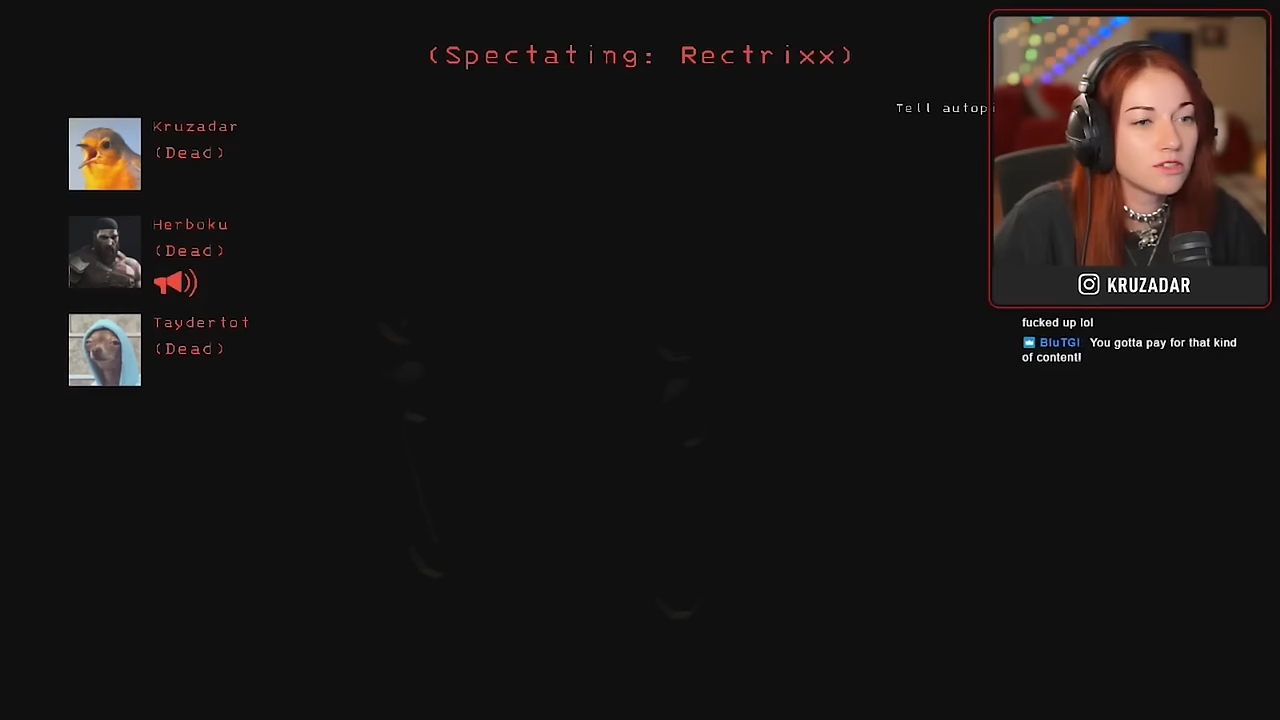 (Spectating: Rectrixx)
Tell autopi
Kruzadar
(Dead)
Herboku
(Dead)
Taydertot
(Dead)
KRUZADAR
fucked up lol
BluTGI You gotta pay for that kind
of content!